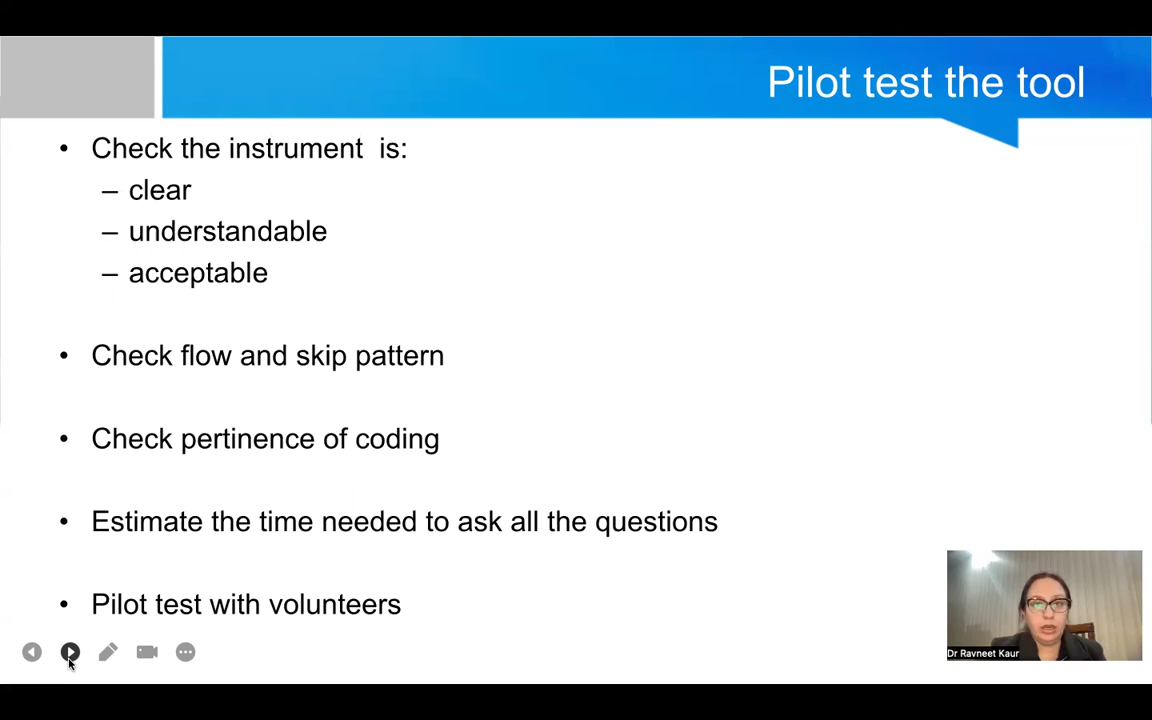 Pilot test the tool
• Check the instrument is:
– clear
– understandable
– acceptable
• Check flow and skip pattern
• Check pertinence of coding
• Estimate the time needed to ask all the questions
• Pilot test with volunteers
Dr Ravneet Kaur